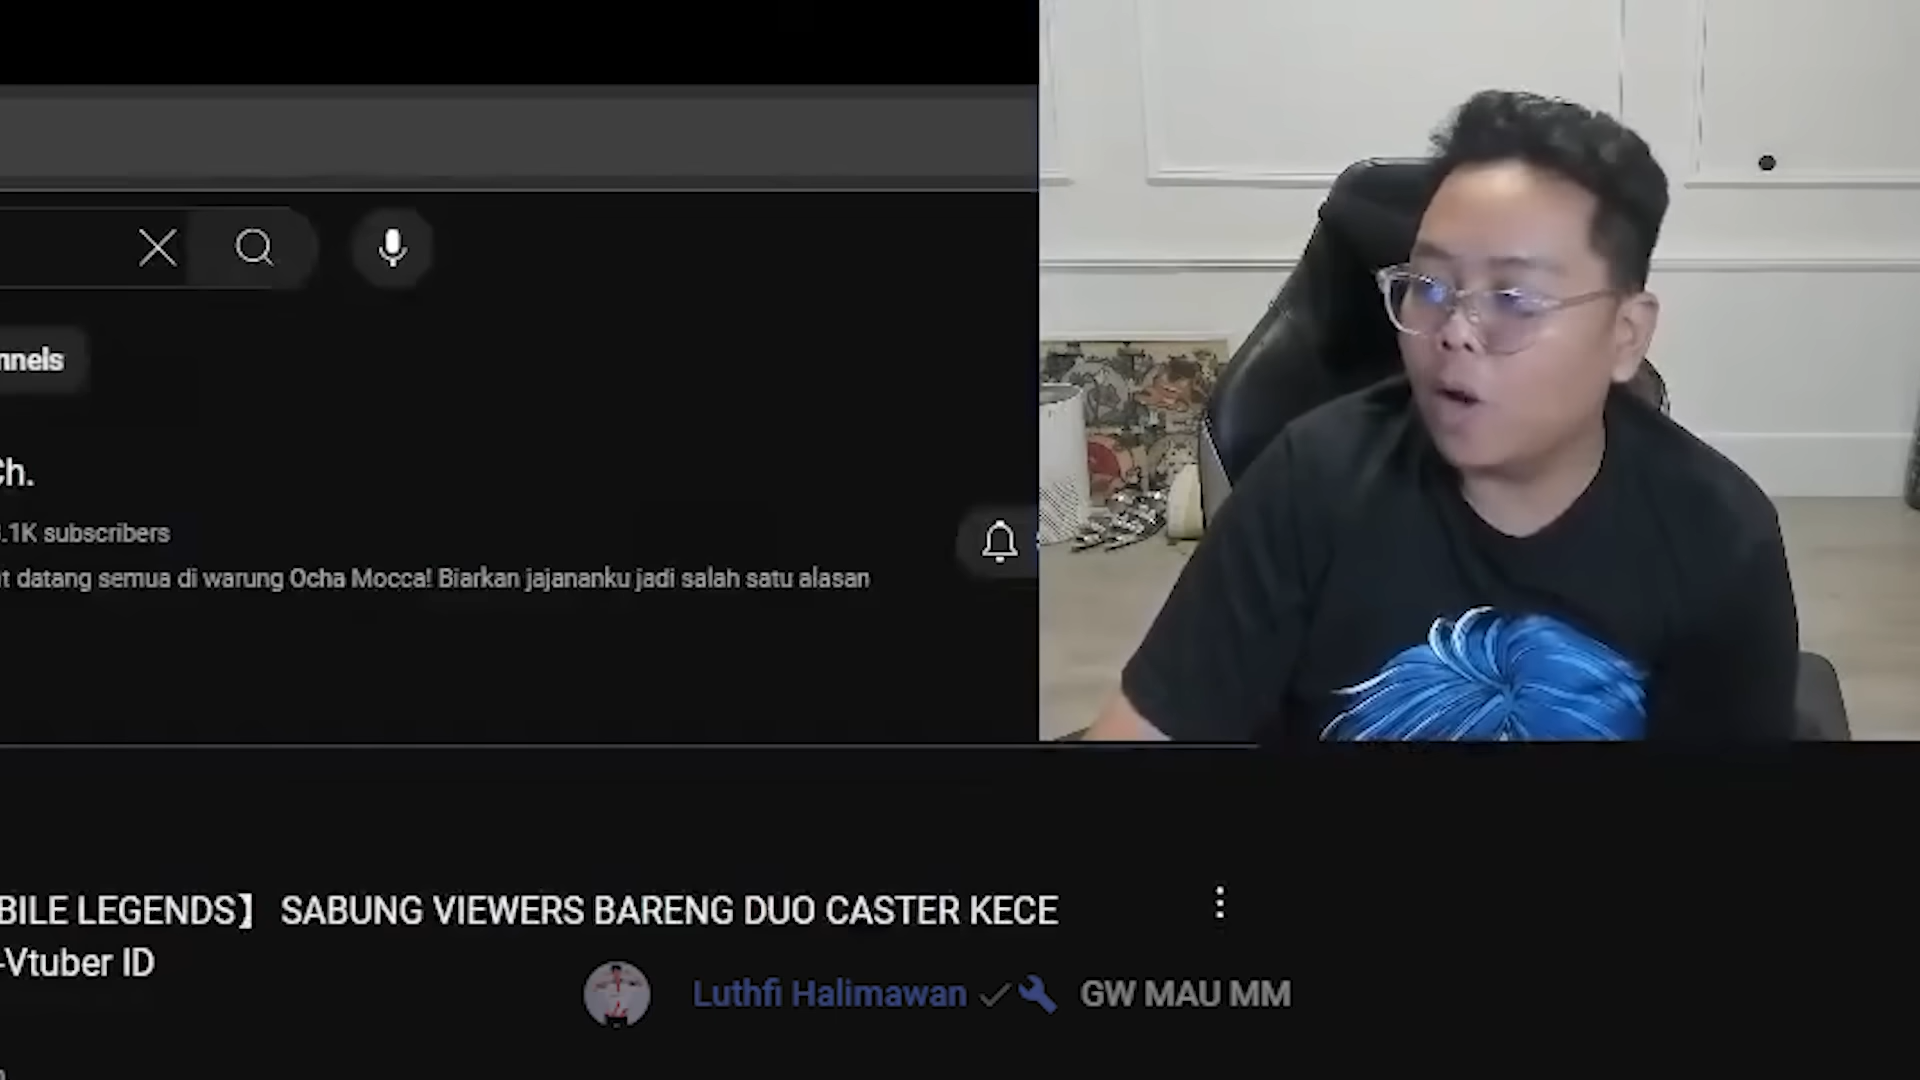 nnels
Ch.
.1K subscribers
t datang semua di warung Ocha Mocca! Biarkan jajananku jadi salah satu alasan
BILE LEGENDS】 SABUNG VIEWERS BARENG DUO CASTER KECE
-Vtuber ID
Luthfi Halimawan GW MAU MM